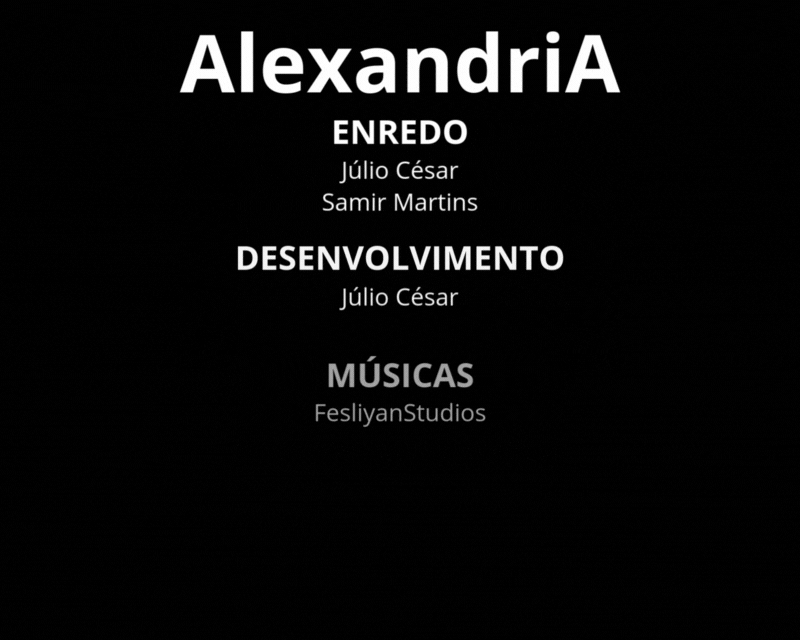 AlexandriA
ENREDO
Júlio César
Samir Martins
DESENVOLVIMENTO
Júlio César
MÚSICAS
FesliyanStudios